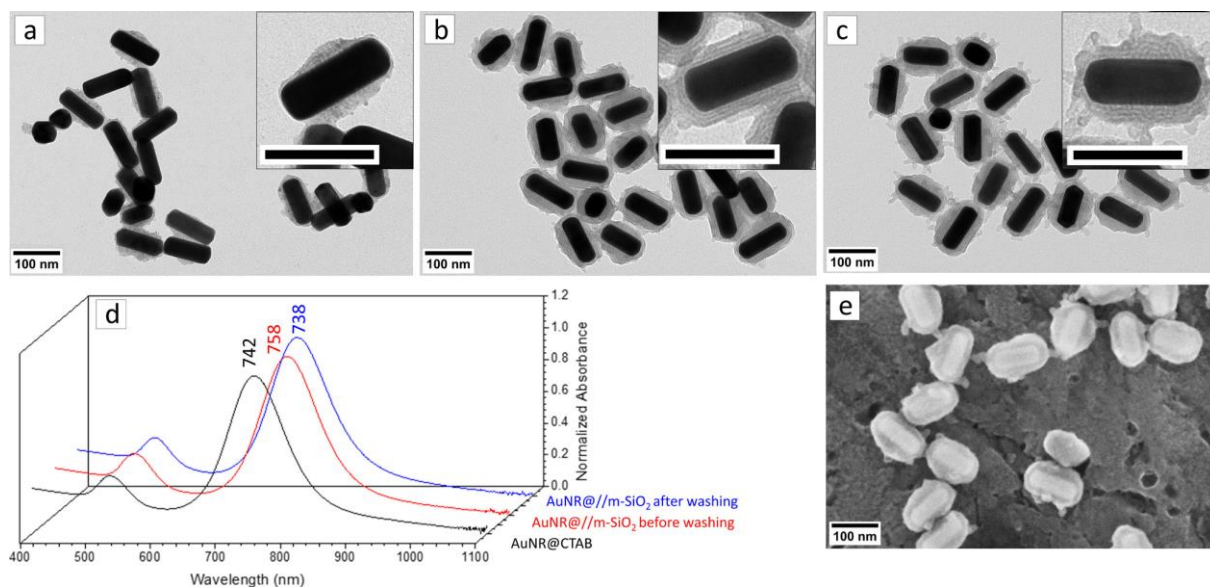 a
100 nm
b
100 nm
c
100 nm
d
742
758
738
1.2
1.0
0.8
0.6
0.4
0.2
0.0
Normalized Absorbance
AuNR@//m-SiO₂ after washing
AuNR@//m-SiO₂ before washing
AuNR@CTAB
400 500 600 700 800 900 1000 1100
Wavelength (nm)
e
100 nm